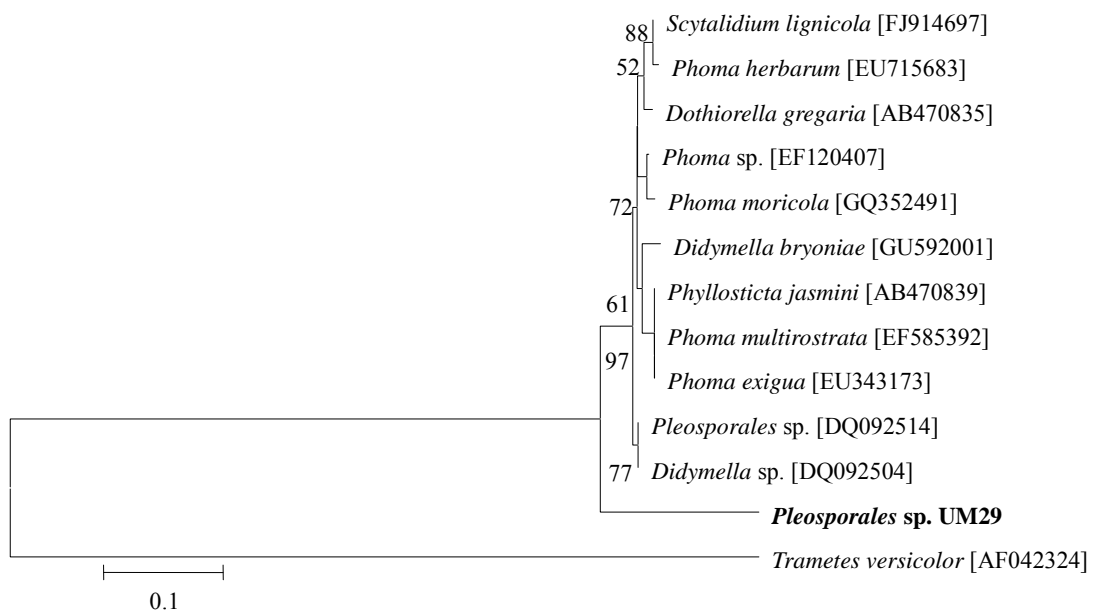 Scytalidium lignicola [FJ914697]
88
52
Phoma herbarum [EU715683]
Dothiorella gregaria [AB470835]
Phoma sp. [EF120407]
Phoma moricola [GQ352491]
72
Didymella bryoniae [GU592001]
Phyllosticta jasmini [AB470839]
61
Phoma multirostrata [EF585392]
97
Phoma exigua [EU343173]
Pleosporales sp. [DQ092514]
77
Didymella sp. [DQ092504]
Pleosporales sp. UM29
Trametes versicolor [AF042324]
0.1